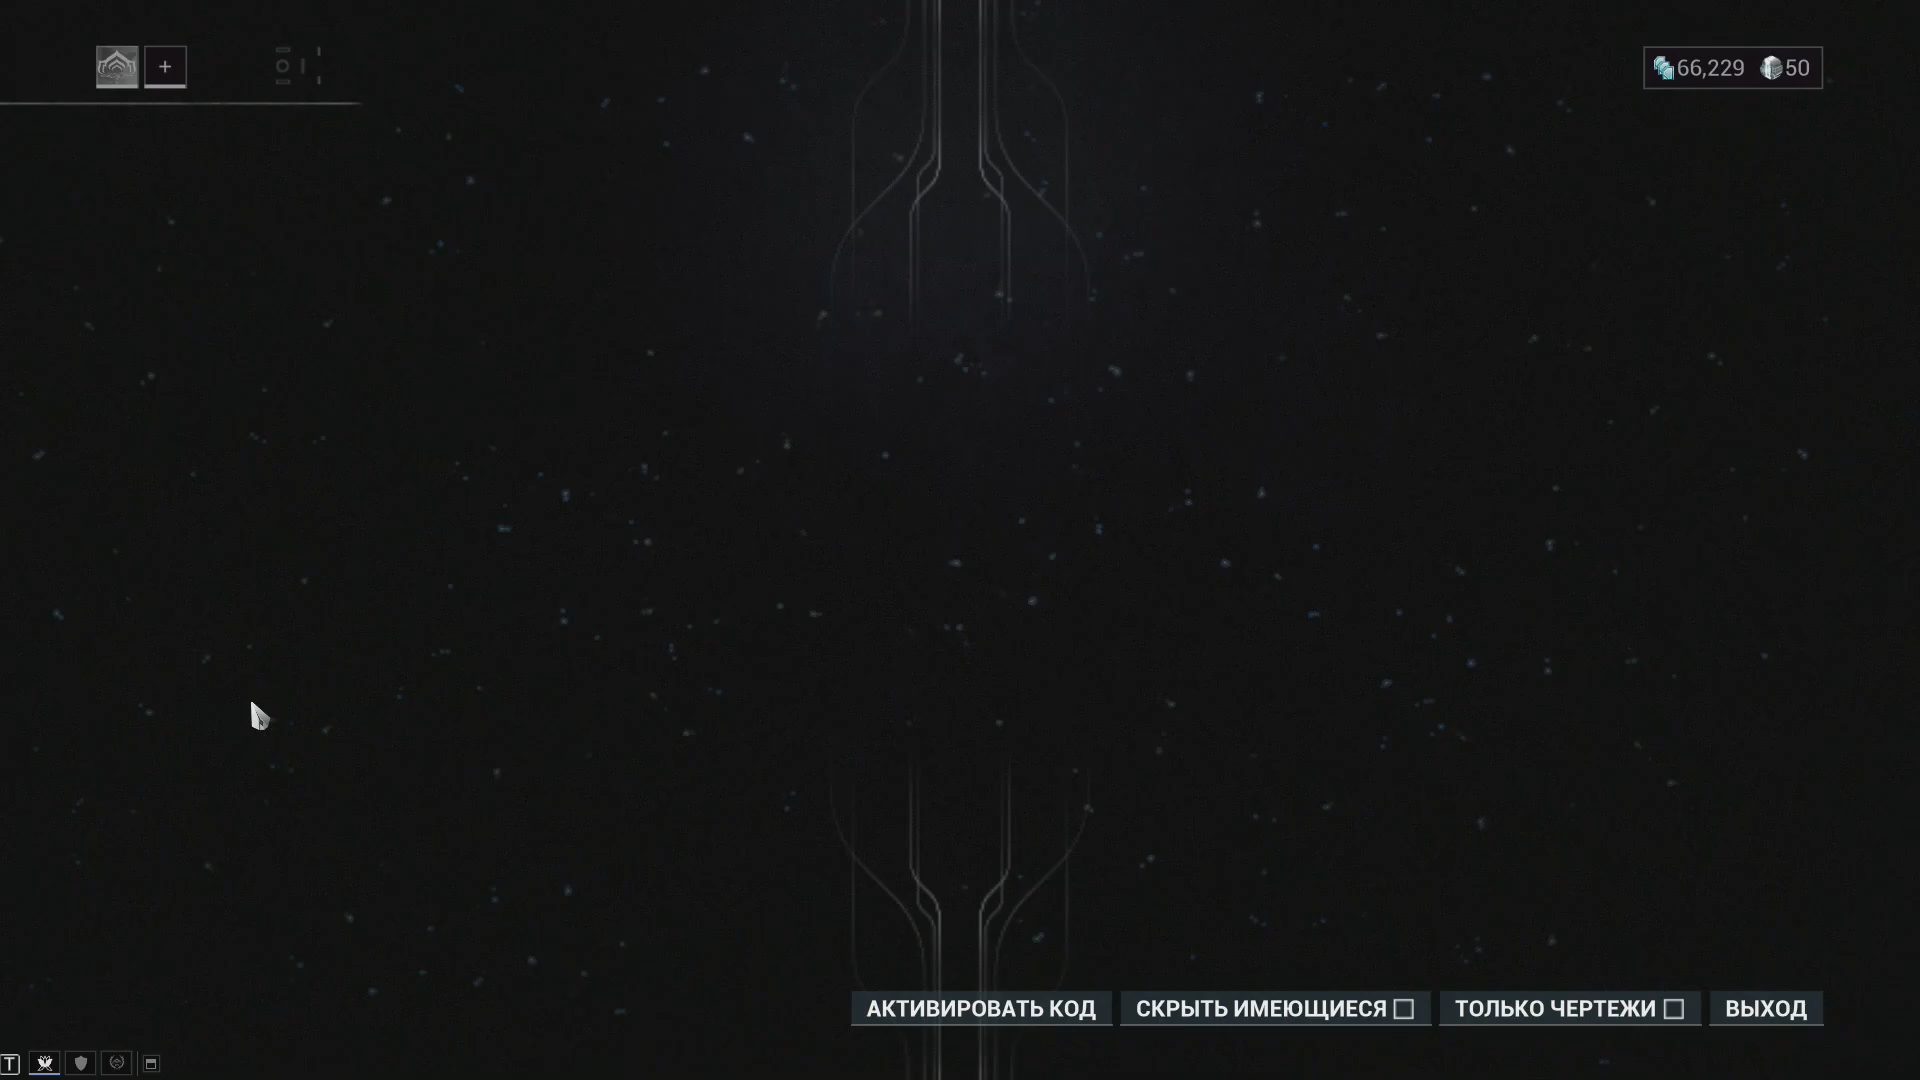 66,229 50
АКТИВИРОВАТЬ КОД
СКРЫТЬ ИМЕЮЩИЕСЯ
ТОЛЬКО ЧЕРТЕЖИ
ВЫХОД
T